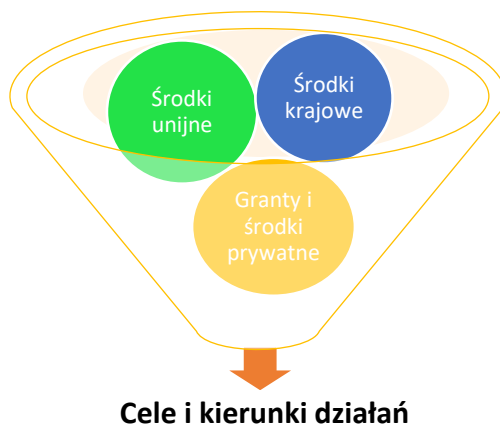 Środki
unijne
Środki
krajowe
Granty i
środki
prywatne
Cele i kierunki działań